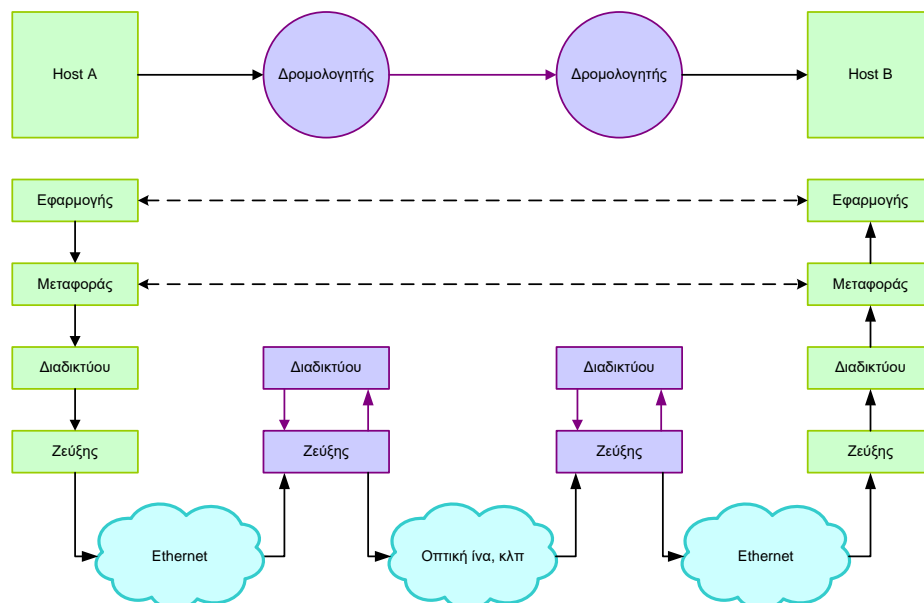 Host A
Δρομολογητής
Δρομολογητής
Host B
Εφαρμογής
Εφαρμογής
Μεταφοράς
Μεταφοράς
Διαδικτύου
Διαδικτύου
Διαδικτύου
Διαδικτύου
Ζεύξης
Ζεύξης
Ζεύξης
Ζεύξης
Ethernet
Οπτική ίνα, κλπ
Ethernet